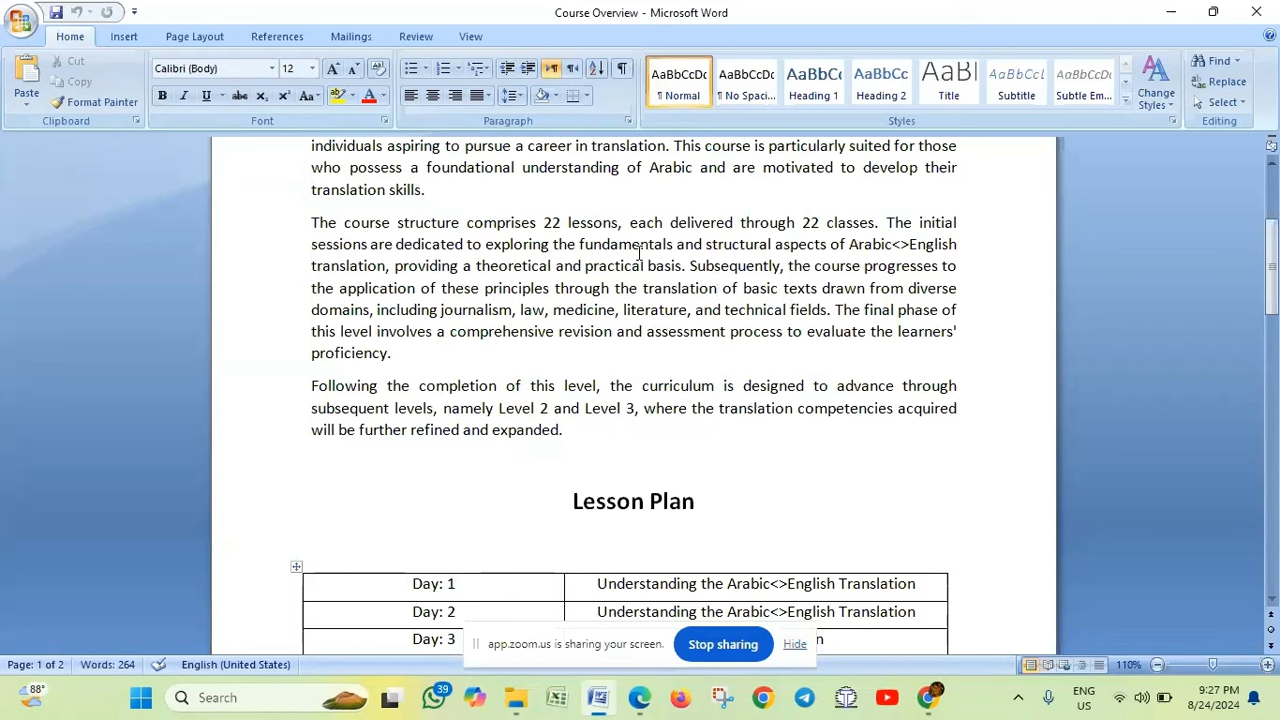 Course Overview - Microsoft Word
Home Insert Page Layout References Mailings Review View
Paste
Cut
Copy
Format Painter
Clipboard
Calibri (Body) 12
Font
Paragraph
AaBbCcDc AaBbCcDc AaBbC AaBbCc AaBl AaBbCc. AaBbCcDc
¶ Normal ¶ No Spaci... Heading 1 Heading 2 Title Subtitle Subtle Em...
Change Styles
Styles
Find
Replace
Select
Editing
individuals aspiring to pursue a career in translation. This course is particularly suited for those
who possess a foundational understanding of Arabic and are motivated to develop their
translation skills.
The course structure comprises 22 lessons, each delivered through 22 classes. The initial
sessions are dedicated to exploring the fundamentals and structural aspects of Arabic<>English
translation, providing a theoretical and practical basis. Subsequently, the course progresses to
the application of these principles through the translation of basic texts drawn from diverse
domains, including journalism, law, medicine, literature, and technical fields. The final phase of
this level involves a comprehensive revision and assessment process to evaluate the learners'
proficiency.
Following the completion of this level, the curriculum is designed to advance through
subsequent levels, namely Level 2 and Level 3, where the translation competencies acquired
will be further refined and expanded.
Lesson Plan
Day: 1 Understanding the Arabic<>English Translation
Day: 2 Understanding the Arabic<>English Translation
Day: 3
app.zoom.us is sharing your screen. Stop sharing Hide
Page: 1 of 2 Words: 264 English (United States) 110%
88° Search 39 ENG US 9:27 PM 8/24/2024